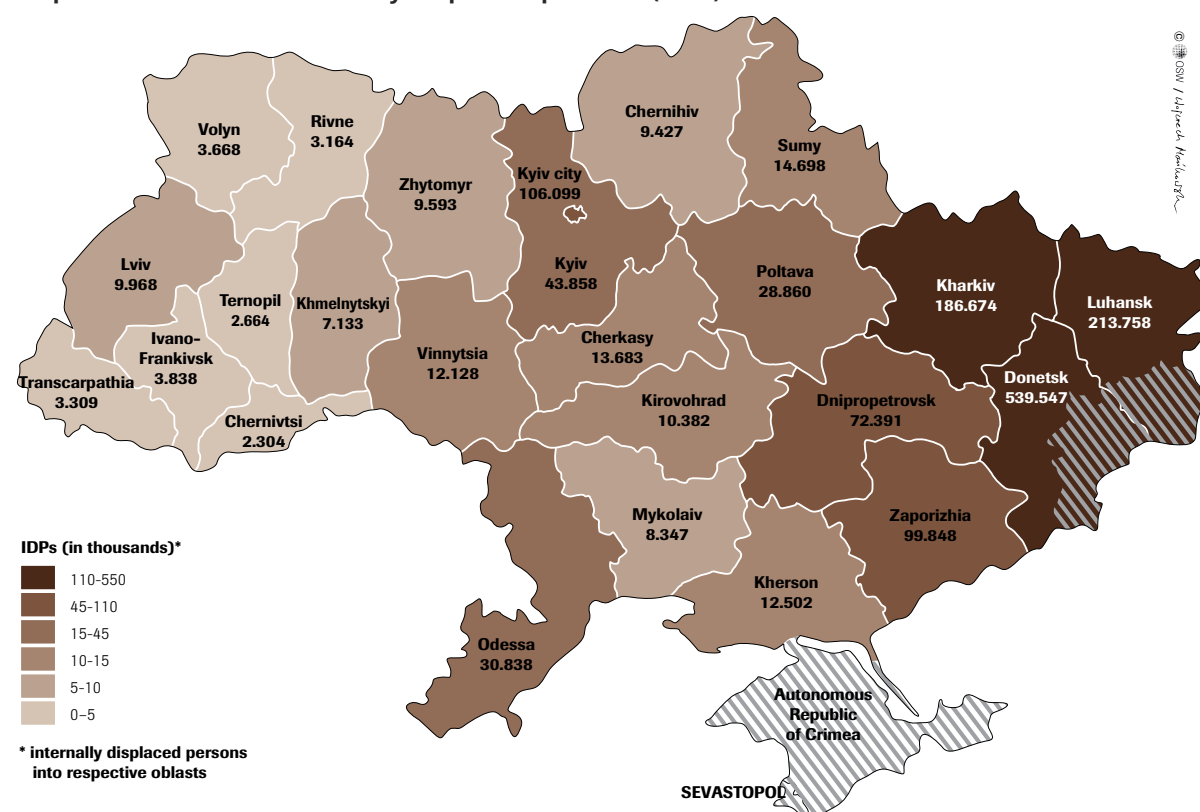 © OSW / Wojciech Mańkowski
Volyn
3.668
Rivne
3.164
Zhytomyr
9.593
Kyiv city
106.099
Chernihiv
9.427
Sumy
14.698
Lviv
9.968
Ternopil
2.664
Khmelnytskyi
7.133
Kyiv
43.858
Poltava
28.860
Kharkiv
186.674
Luhansk
213.758
Ivano-
Frankivsk
3.838
Transcarpathia
3.309
Chernivtsi
2.304
Vinnytsia
12.128
Cherkasy
13.683
Kirovohrad
10.382
Dnipropetrovsk
72.391
Donetsk
539.547
Mykolaiv
8.347
Zaporizhia
99.848
Kherson
12.502
Odessa
30.838
Autonomous
Republic
of Crimea
SEVASTOPOL
IDPs (in thousands)*
110-550
45-110
15-45
10-15
5-10
0–5
* internally displaced persons
into respective oblasts